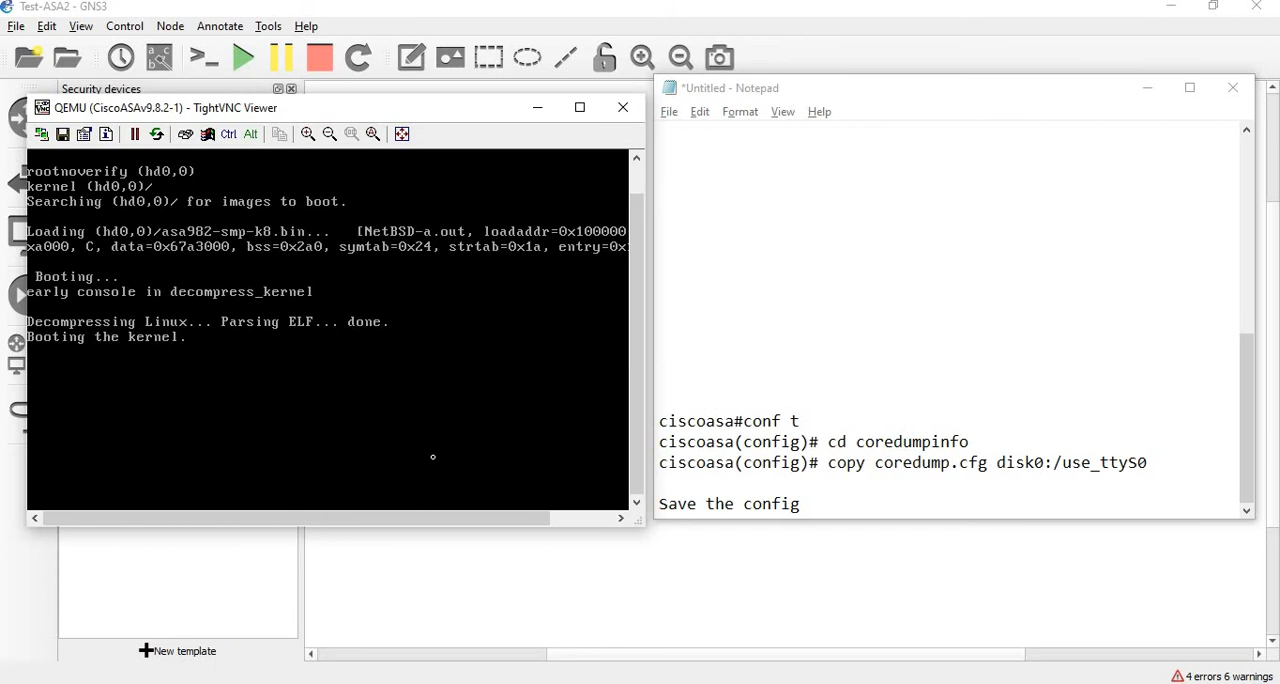 Test-ASA2 - GNS3
File Edit View Control Node Annotate Tools Help
Security devices
QEMU (CiscoASAv9.8.2-1) - TightVNC Viewer
Ctrl Alt
rootnoverify (hd0,0)
kernel (hd0,0)/
Searching (hd0,0)/ for images to boot.
Loading (hd0,0)/asa982-smp-k8.bin... [NetBSD-a.out, loadaddr=0x100000
xa000, C, data=0x67a3000, bss=0x2a0, symtab=0x24, strtab=0x1a, entry=0x
Booting...
early console in decompress_kernel
Decompressing Linux... Parsing ELF... done.
Booting the kernel.
*Untitled - Notepad
File Edit Format View Help
ciscoasa#conf t
ciscoasa(config)# cd coredumpinfo
ciscoasa(config)# copy coredump.cfg disk0:/use_ttyS0
Save the config
New template
4 errors 6 warnings